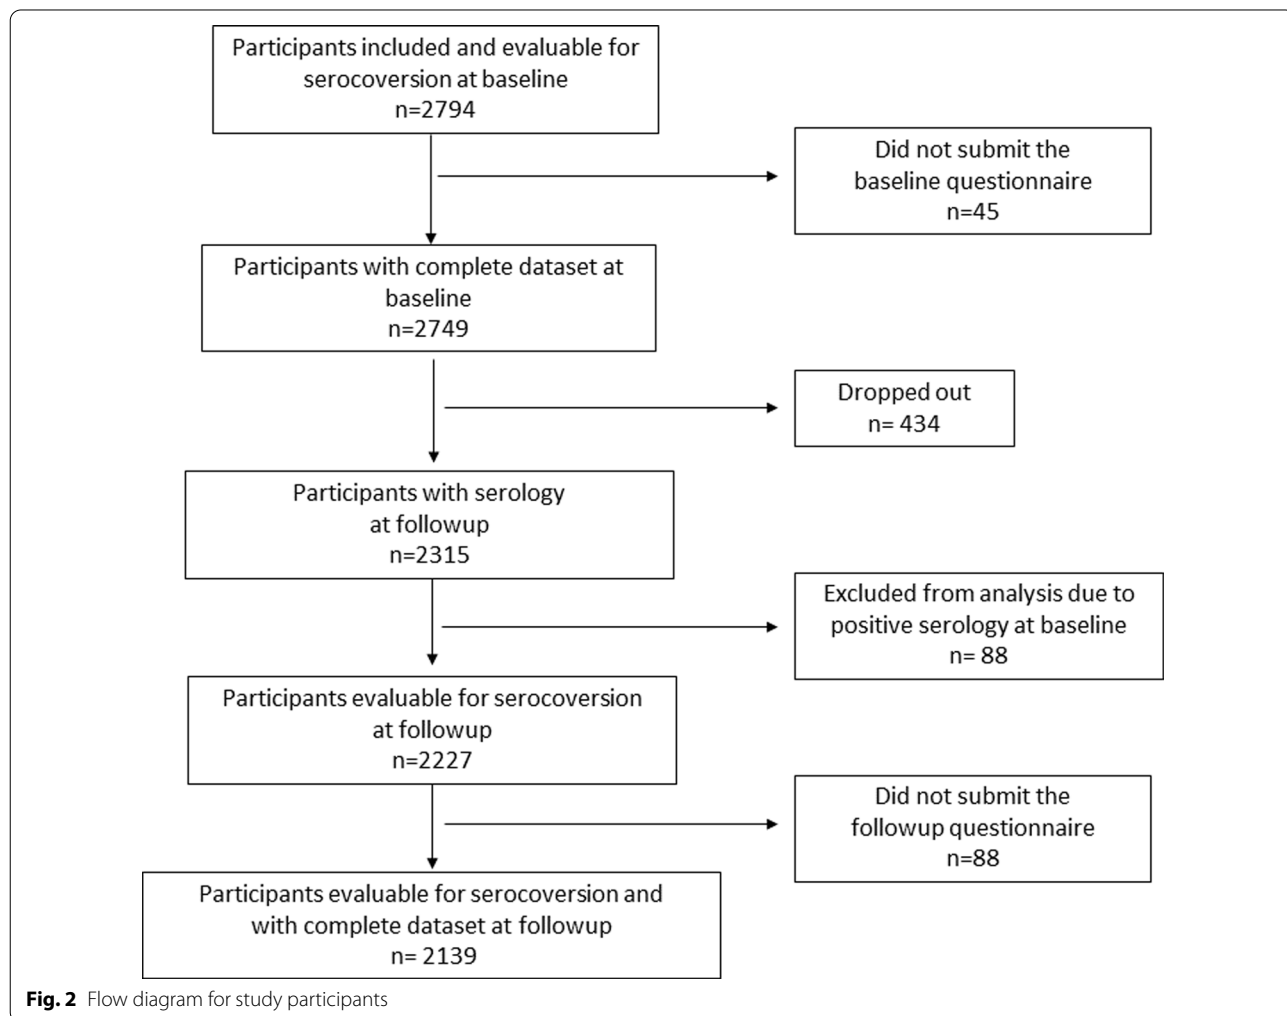 Participants included and evaluable for
serocoversion at baseline
n=2794
Did not submit the
baseline questionnaire
n=45
Participants with complete dataset at
baseline
n=2749
Dropped out
n= 434
Participants with serology
at followup
n=2315
Excluded from analysis due to
positive serology at baseline
n= 88
Participants evaluable for serocoversion
at followup
n=2227
Did not submit the
followup questionnaire
n=88
Participants evaluable for serocoversion and
with complete dataset at followup
n= 2139
Fig. 2 Flow diagram for study participants